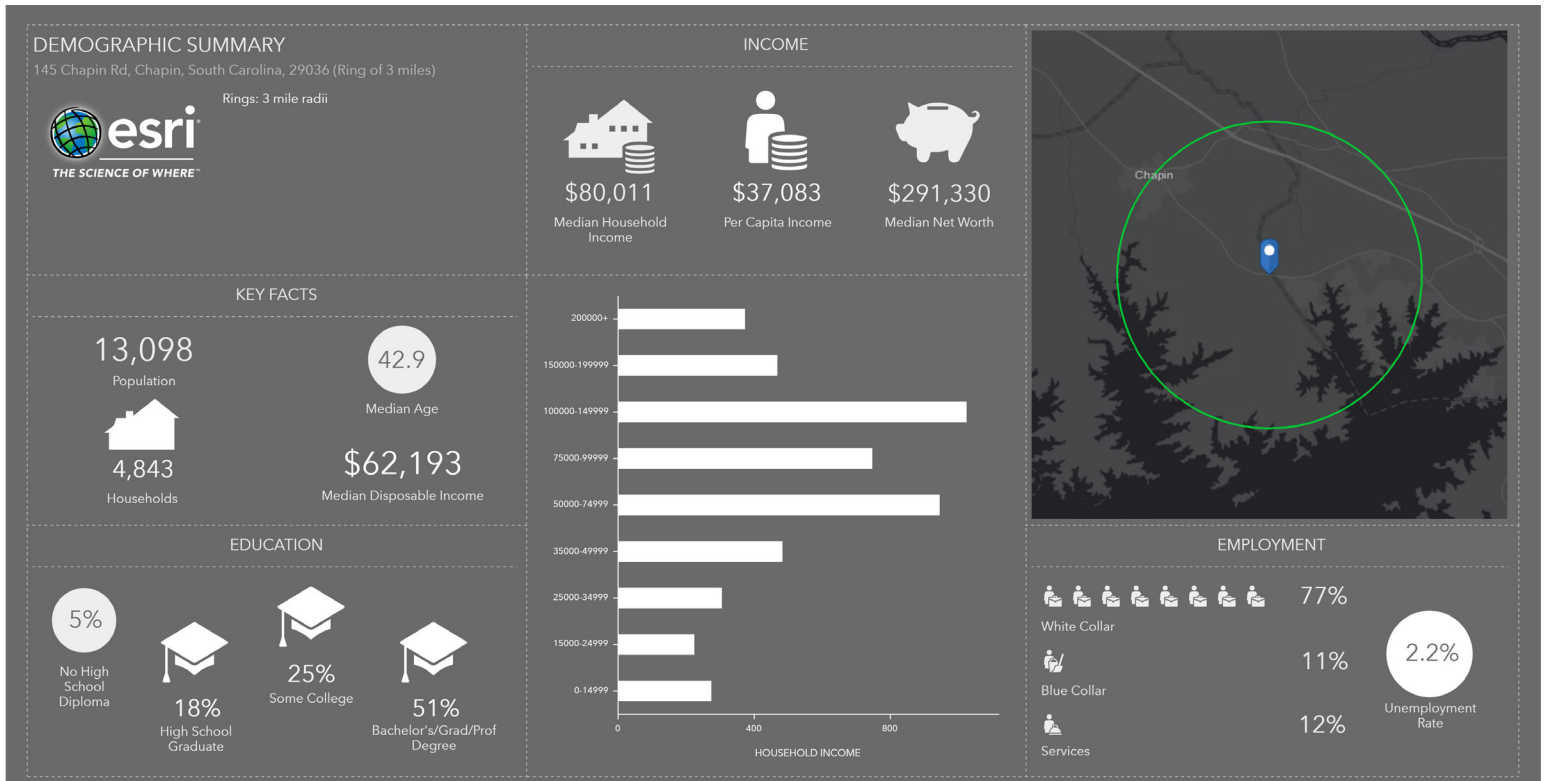 DEMOGRAPHIC SUMMARY
145 Chapin Rd, Chapin, South Carolina, 29036 (Ring of 3 miles)
Rings: 3 mile radii
esri
THE SCIENCE OF WHERE™
INCOME
$80,011
Median Household
Income
$37,083
Per Capita Income
$291,330
Median Net Worth
Chapin
KEY FACTS
13,098
Population
42.9
Median Age
4,843
Households
$62,193
Median Disposable Income
200000+
150000-199999
100000-149999
75000-99999
50000-74999
35000-49999
25000-34999
15000-24999
0-14999
0
400
800
HOUSEHOLD INCOME
EDUCATION
5%
No High
School
Diploma
18%
High School
Graduate
25%
Some College
51%
Bachelor's/Grad/Prof
Degree
EMPLOYMENT
77%
White Collar
11%
Blue Collar
12%
Services
2.2%
Unemployment
Rate